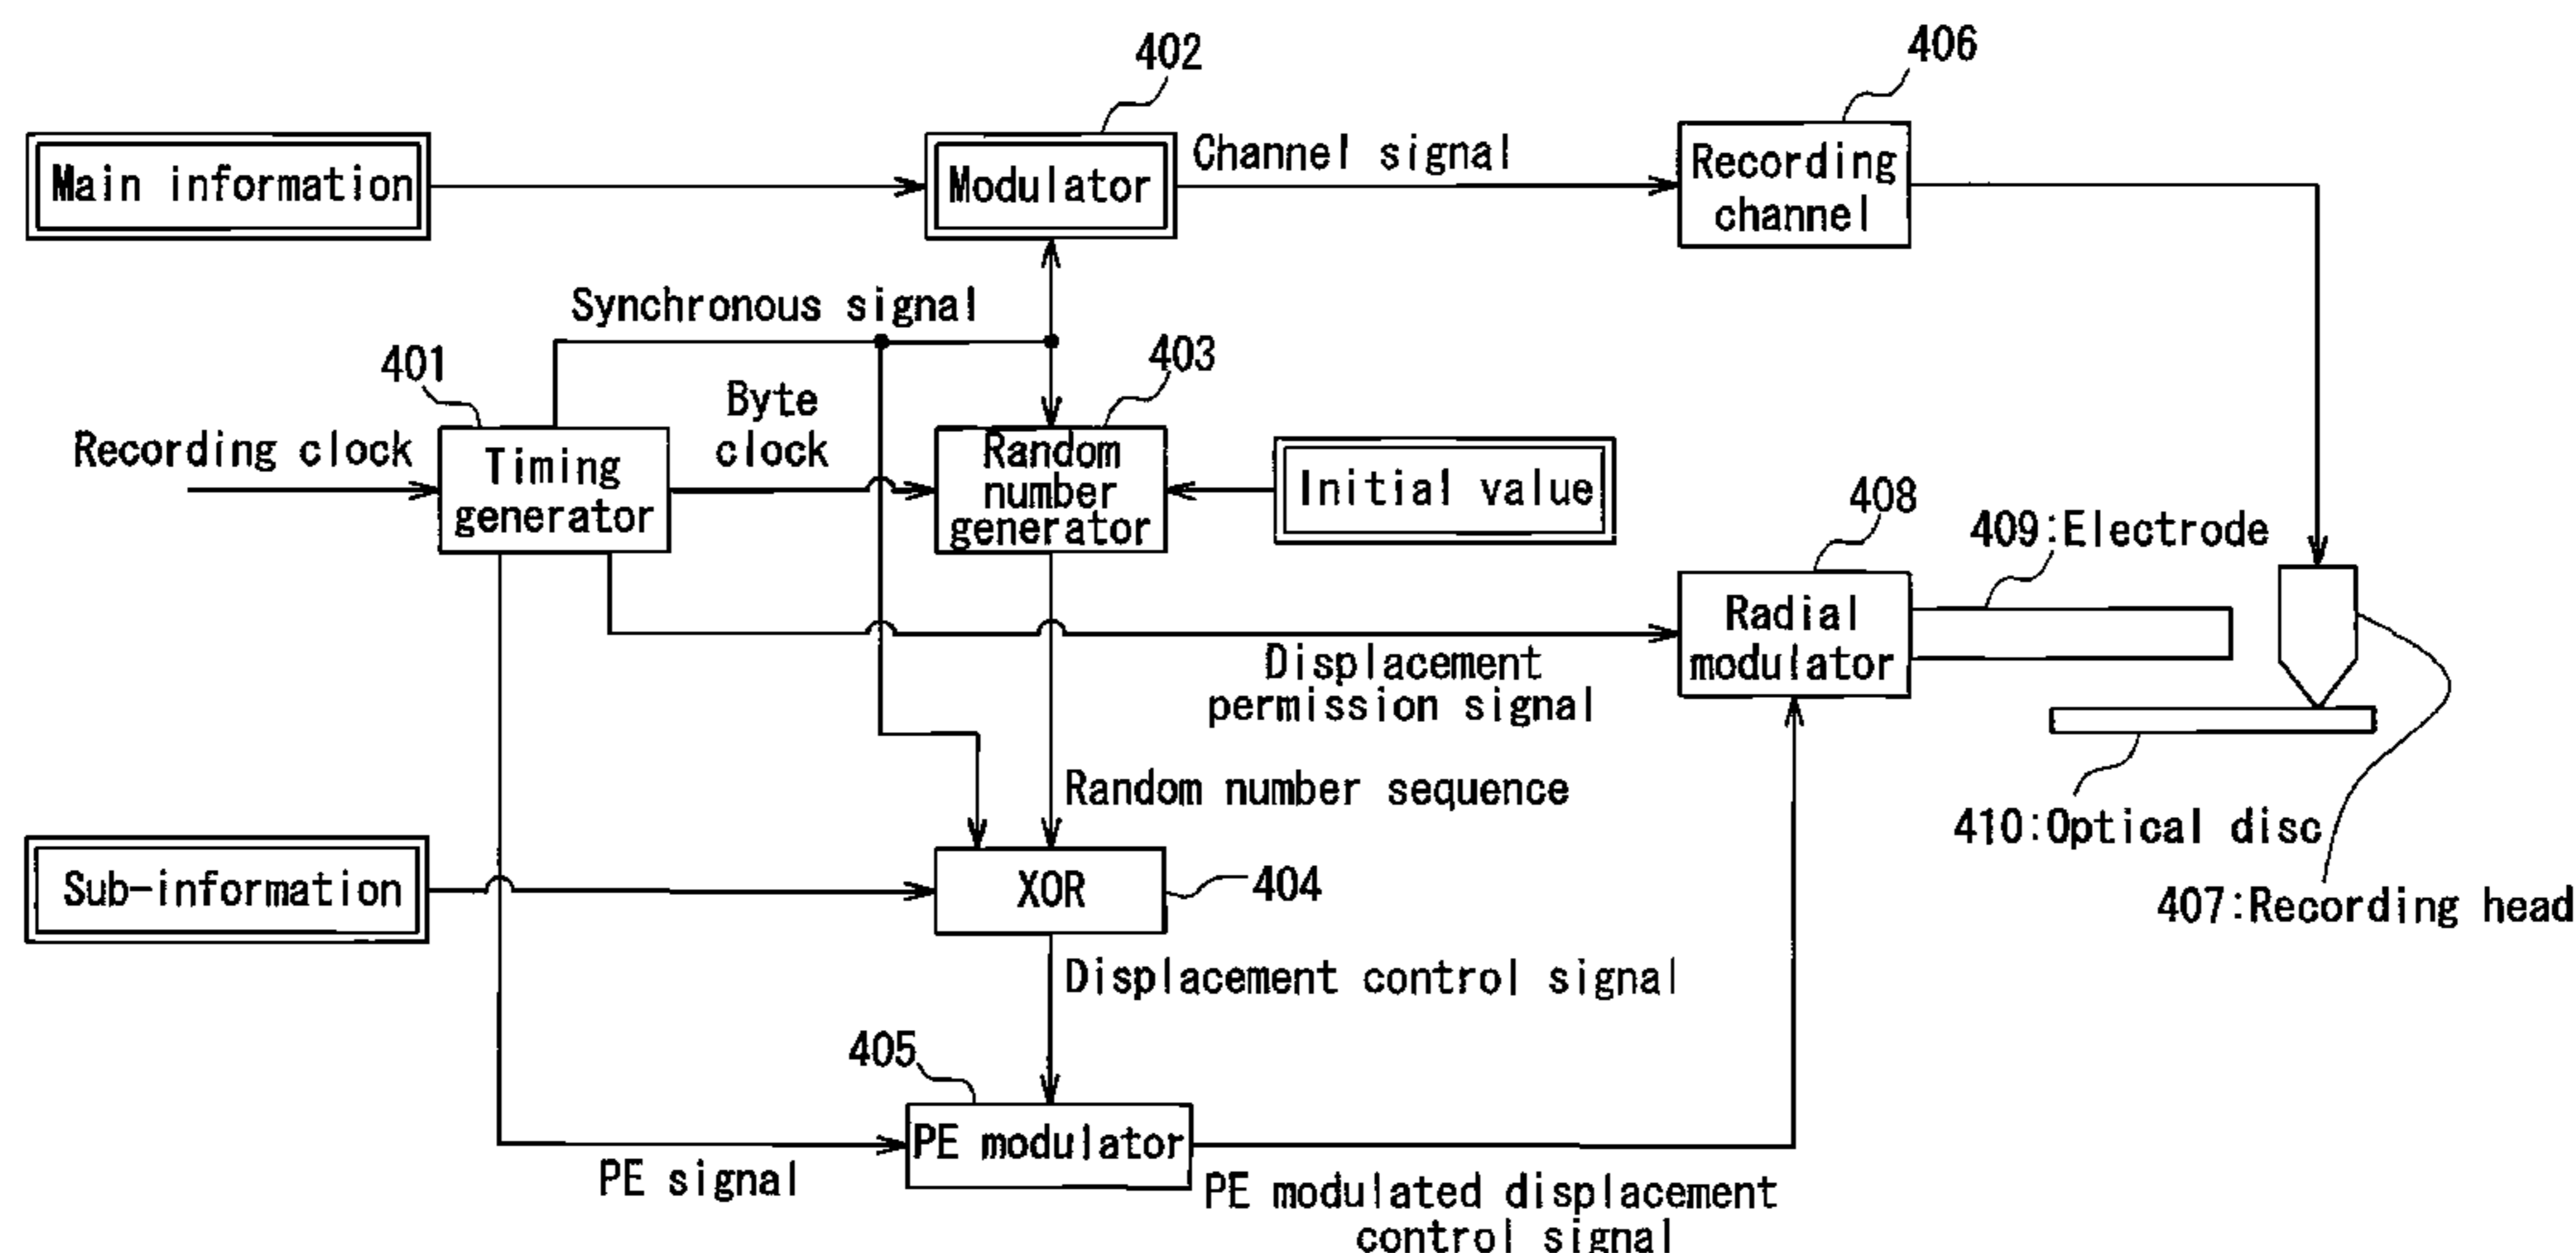 402
406
Main information
Modulator
Channel signal
Recording
channel
Synchronous signal
401
403
Byte
clock
Recording clock
Timing
generator
Random
number
generator
Initial value
408
409:Electrode
Radial
modulator
Displacement
permission signal
Random number sequence
410:Optical disc
Sub-information
XOR
404
407:Recording head
Displacement control signal
405
PE modulator
PE signal
PE modulated displacement
control signal